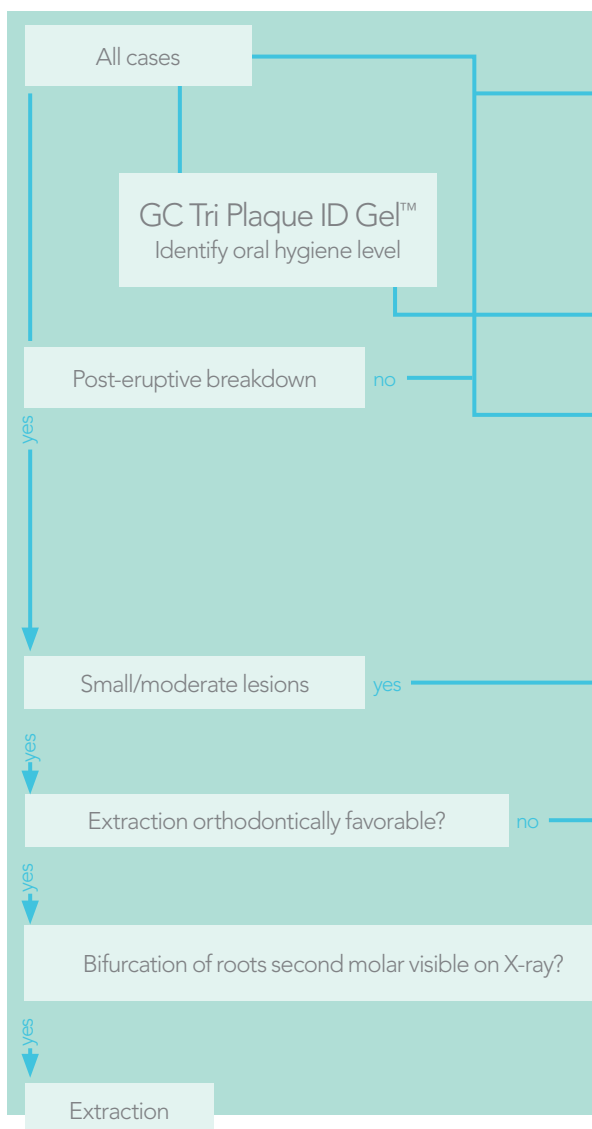 All cases
GC Tri Plaque ID Gel™
Identify oral hygiene level
Post-eruptive breakdown
no
yes
Small/moderate lesions
yes
yes
Extraction orthodontically favorable?
no
yes
Bifurcation of roots second molar visible on X-ray?
yes
Extraction